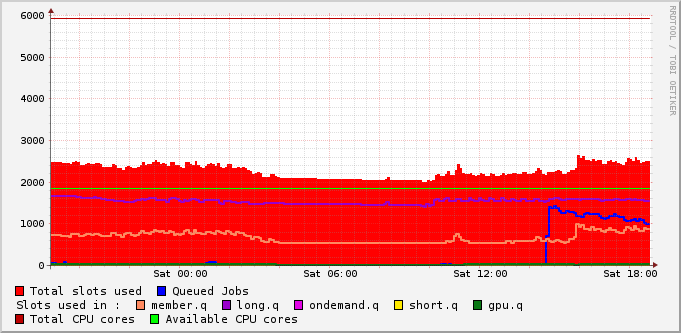 6000
5000
4000
3000
2000
1000
0
Sat 00:00 Sat 06:00 Sat 12:00 Sat 18:00
Total slots used Queued Jobs
Slots used in : member.q long.q ondemand.q short.q gpu.q
Total CPU cores Available CPU cores
RRDTOOL / TOBI OETIKER